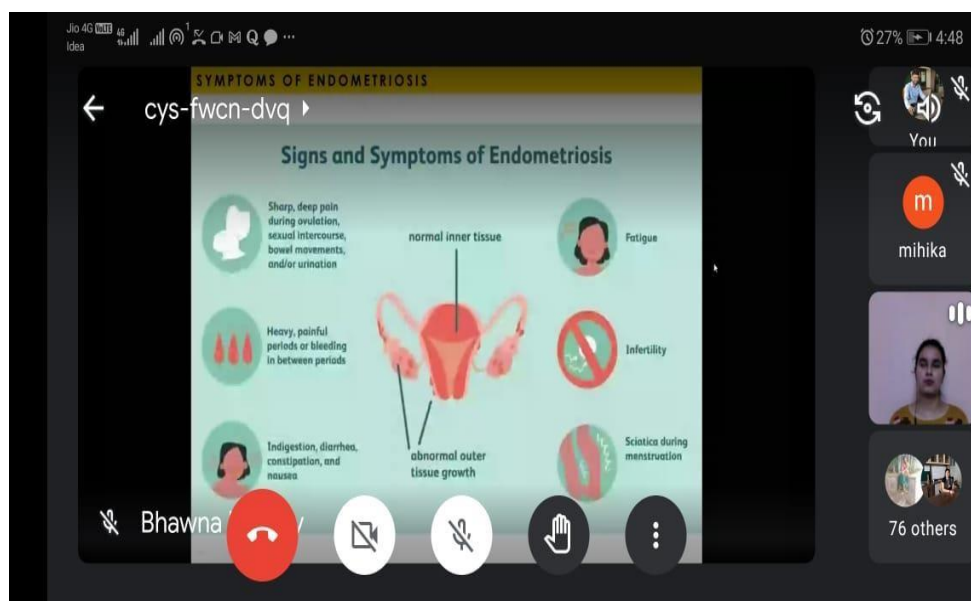 Jio 4G VoLTE 4G
Idea
27% 4:48
SYMPTOMS OF ENDOMETRIOSIS
cys-fwcn-dvq
You
Signs and Symptoms of Endometriosis
Sharp, deep pain
during ovulation,
sexual intercourse,
bowel movements,
and/or urination
normal inner tissue
Fatigue
m
mihika
Heavy, painful
periods or bleeding
in between periods
Infertility
Indigestion, diarrhea,
constipation, and
nausea
abnormal outer
tissue growth
Sciatica during
menstruation
Bhawna
76 others